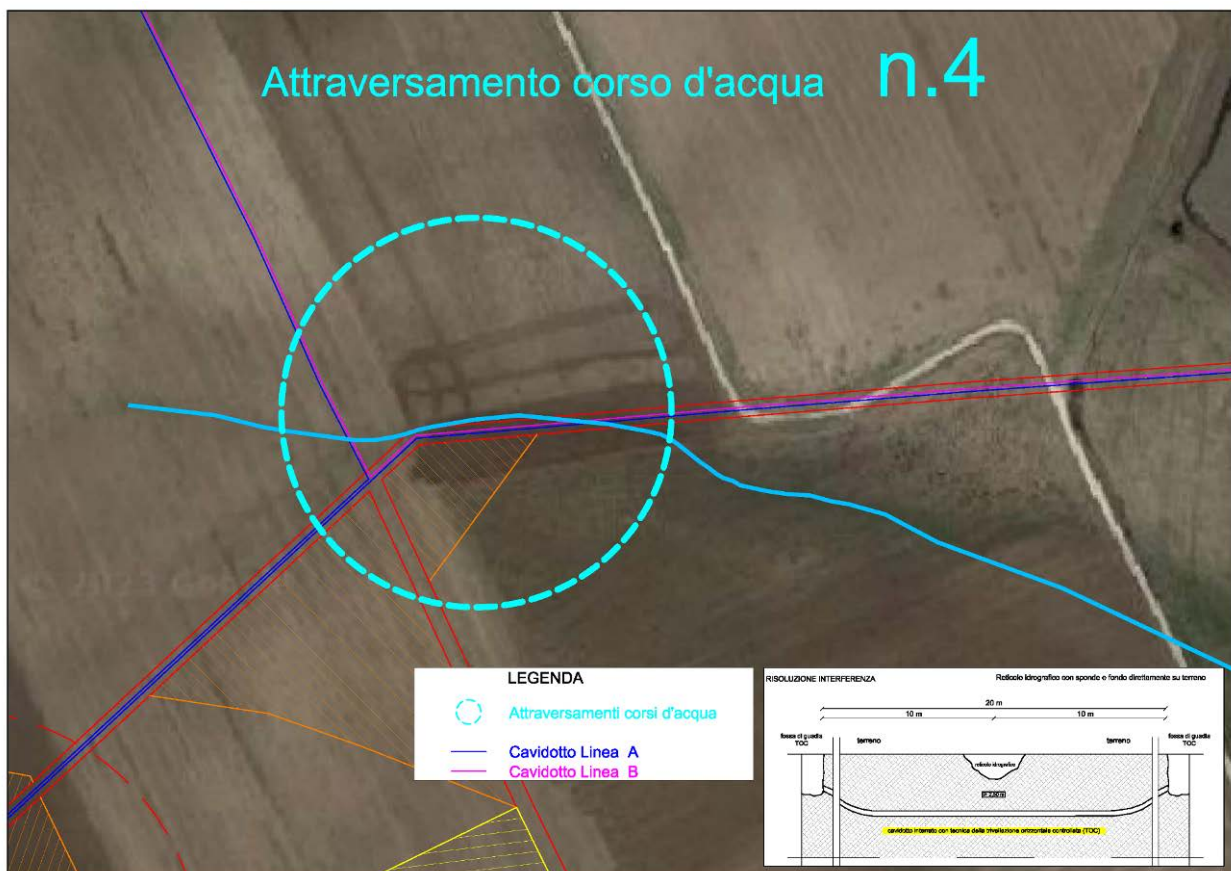 Attraversamento corso d'acqua n.4
LEGENDA
Attraversamenti corsi d'acqua
Cavidotto Linea A
Cavidotto Linea B
RISOLUZIONE INTERFERENZA
Reticolo Idrografico con sponde e fondo direttamente su terreno
20 m
10 m 10 m
fossa di guardia TOC
terreno
terreno
fossa di guardia TOC
reticolo idrografico
cavidotto interrato con tecnica della trivellazione orizzontale controllata (TOC)